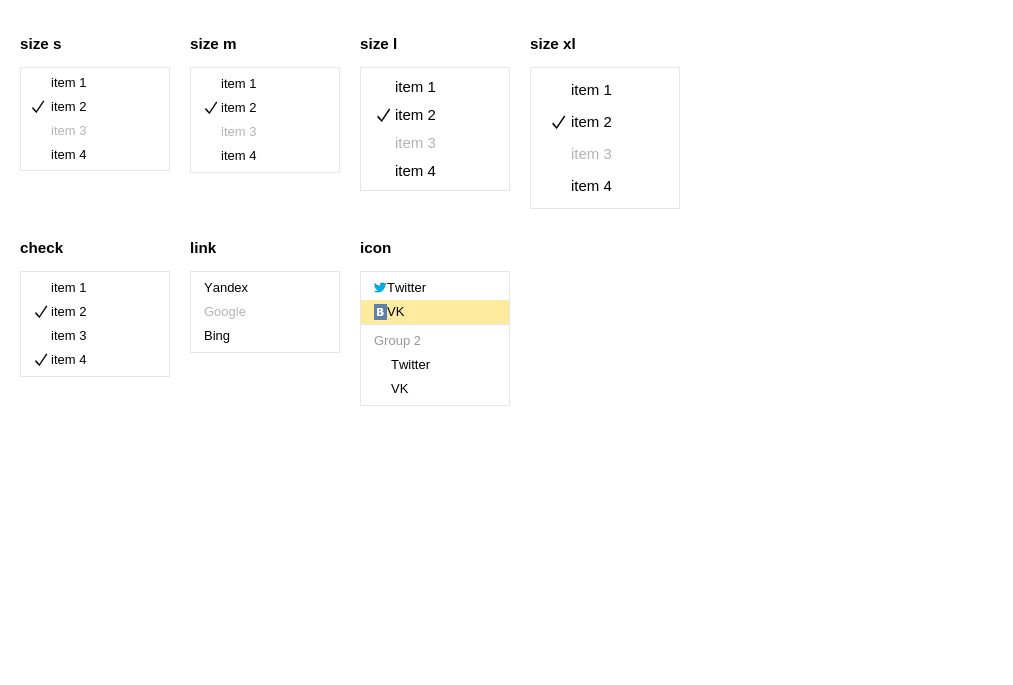 size s
item 1
item 2
item 3
item 4
size m
item 1
item 2
item 3
item 4
size l
item 1
item 2
item 3
item 4
size xl
item 1
item 2
item 3
item 4
check
item 1
item 2
item 3
item 4
link
Yandex
Google
Bing
icon
Twitter
B VK
Group 2
Twitter
VK